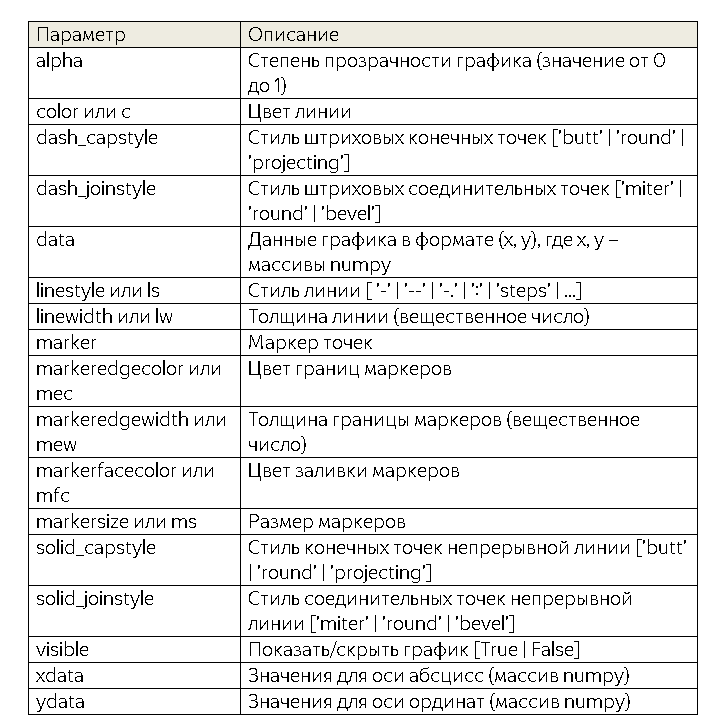 Параметр Описание
alpha Степень прозрачности графика (значение от 0
до 1)
color или c Цвет линии
dash_capstyle Стиль штриховых конечных точек ['butt' | 'round' |
'projecting']
dash_joinstyle Стиль штриховых соединительных точек ['miter' |
'round' | 'bevel']
data Данные графика в формате (x, y), где x, y –
массивы numpy
linestyle или ls Стиль линии [ '-' | '--' | '-.' | ':' | 'steps' | ...]
linewidth или lw Толщина линии (вещественное число)
marker Маркер точек
markeredgecolor или Цвет границ маркеров
mec
markeredgewidth или Толщина границы маркеров (вещественное
mew число)
markerfacecolor или Цвет заливки маркеров
mfc
markersize или ms Размер маркеров
solid_capstyle Стиль конечных точек непрерывной линии ['butt'
| 'round' | 'projecting']
solid_joinstyle Стиль соединительных точек непрерывной
линии ['miter' | 'round' | 'bevel']
visible Показать/скрыть график [True | False]
xdata Значения для оси абсцисс (массив numpy)
ydata Значения для оси ординат (массив numpy)